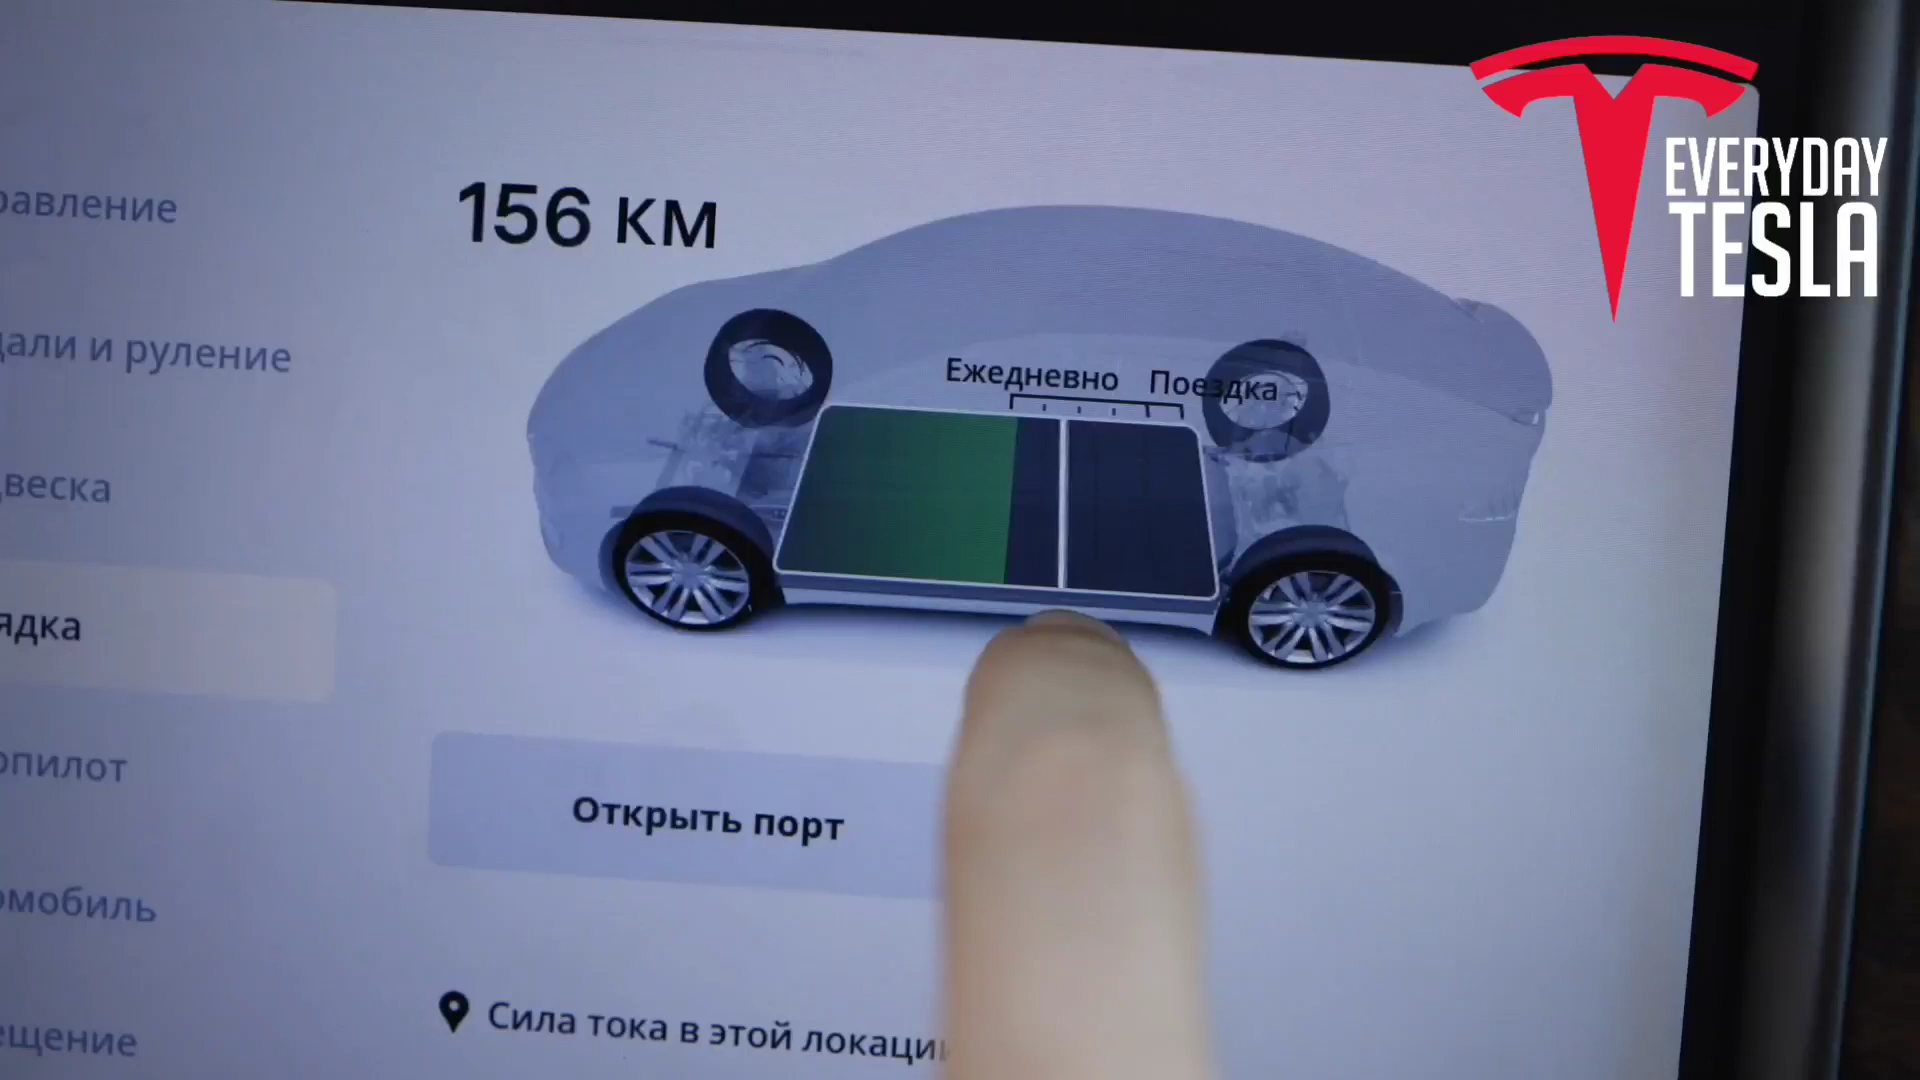 EVERYDAY
TESLA
156 км
равление
Ежедневно Поездка
дали и руление
веска
ядка
опилот
Открыть порт
омобиль
Сила тока в этой локаци
ещение